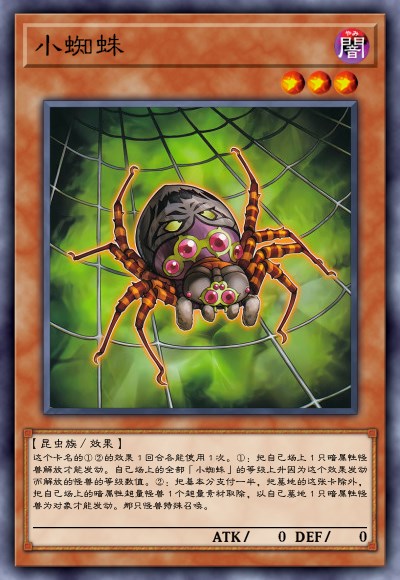 小蜘蛛
やみ
闇
【昆虫族／效果】
这个卡名的①②的效果1回合各能使用1次。①：把自己场上1只暗属性怪
兽解放才能发动。自己场上的全部「小蜘蛛」的等级上升因为这个效果发动
而解放的怪兽的等级数值。②：把基本分支付一半，把墓地的这张卡除外，
把自己场上的暗属性超量怪兽1个超量素材取除，以自己墓地1只暗属性怪
兽为对象才能发动。那只怪兽特殊召唤。
ATK/ 0 DEF/ 0